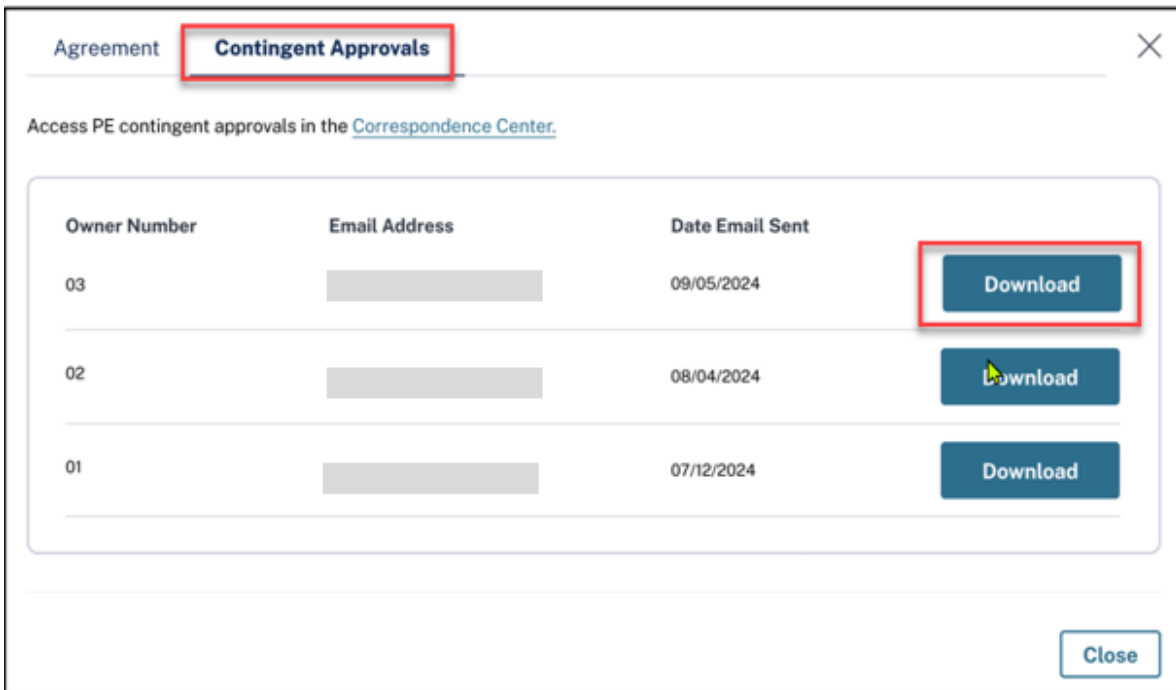 Agreement Contingent Approvals
Access PE contingent approvals in the Correspondence Center.
Owner Number Email Address Date Email Sent
03 09/05/2024 Download
02 08/04/2024 Download
01 07/12/2024 Download
Close